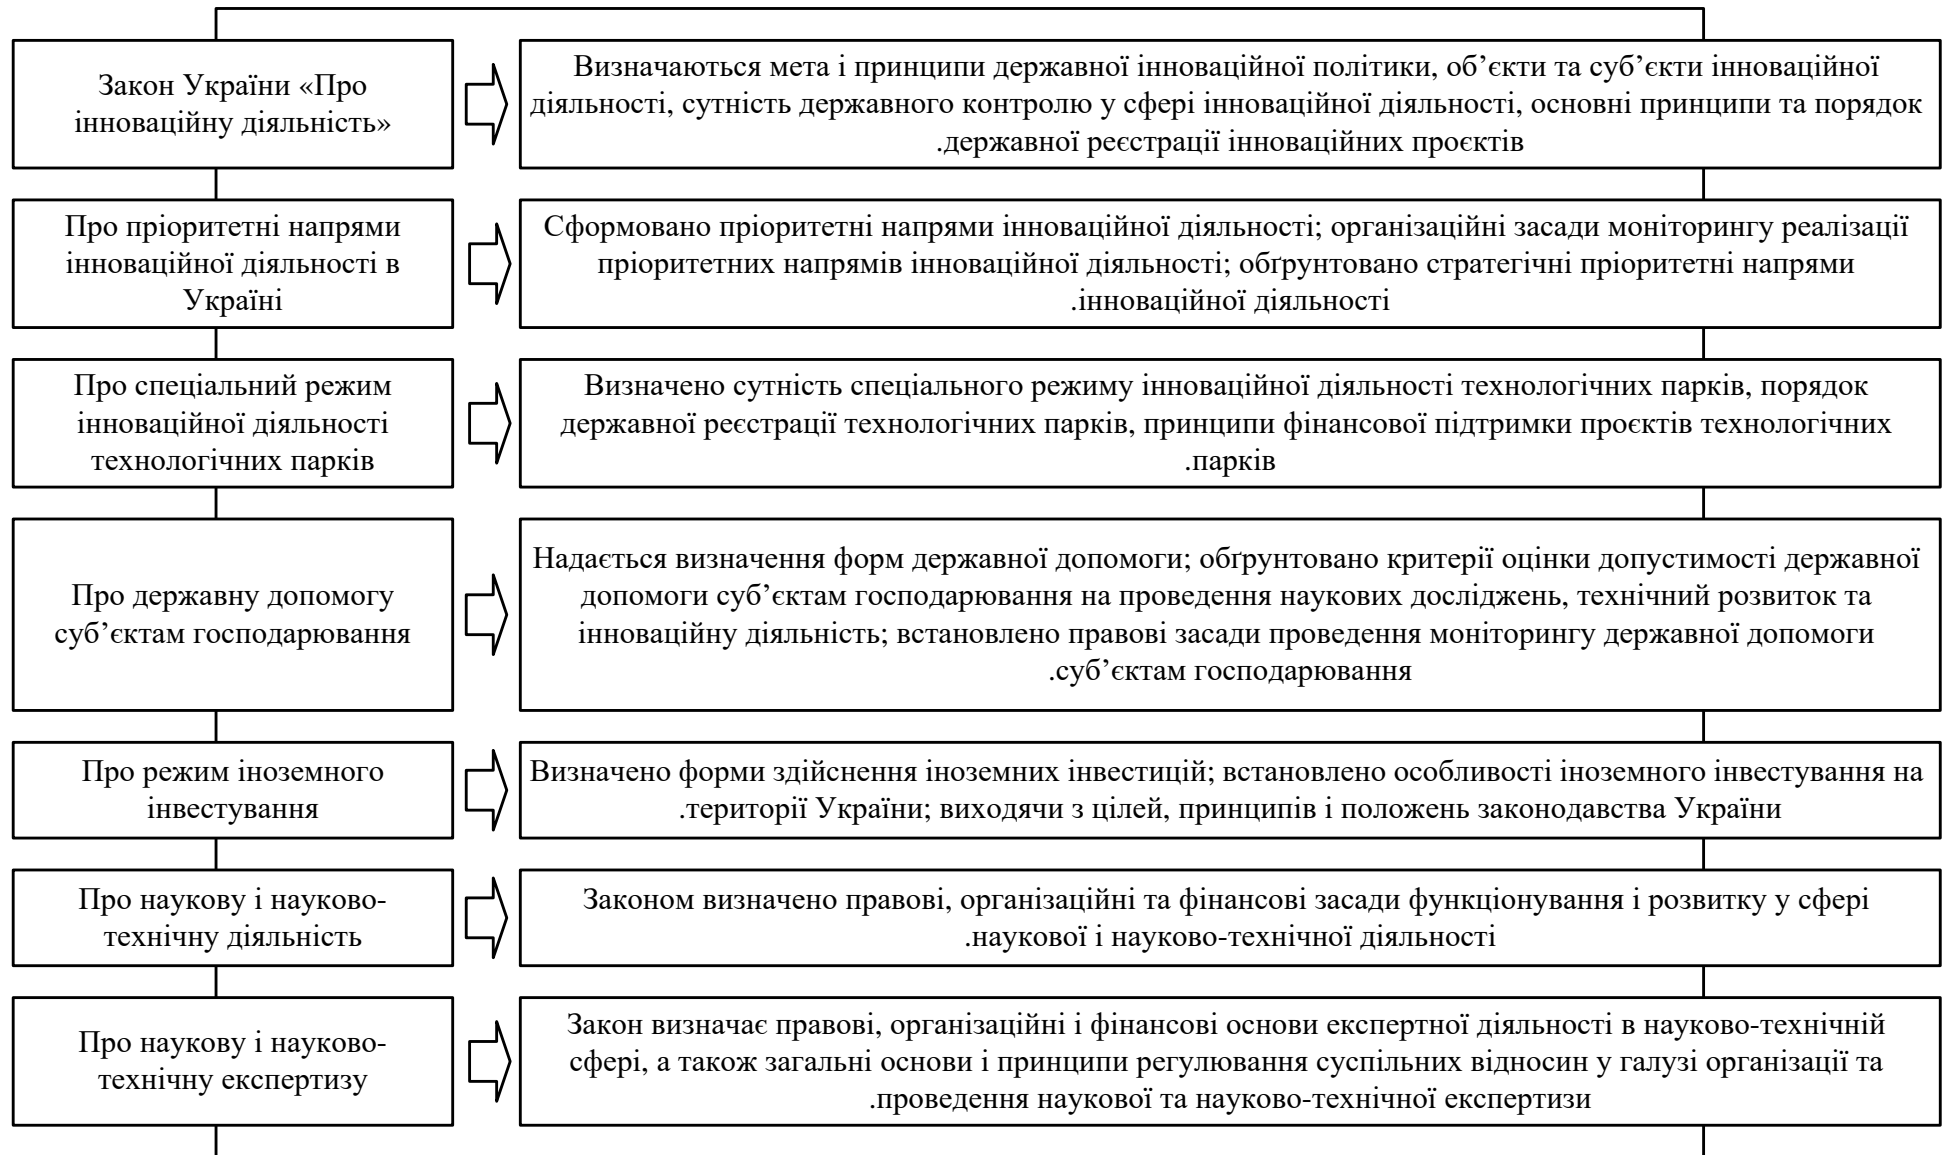 Закон України «Про
інноваційну діяльність»
Визначаються мета і принципи державної інноваційної політики, об’єкти та суб’єкти інноваційної
діяльності, сутність державного контролю у сфері інноваційної діяльності, основні принципи та порядок
.державної реєстрації інноваційних проєктів
Про пріоритетні напрями
інноваційної діяльності в
Україні
Сформовано пріоритетні напрями інноваційної діяльності; організаційні засади моніторингу реалізації
пріоритетних напрямів інноваційної діяльності; обґрунтовано стратегічні пріоритетні напрями
.інноваційної діяльності
Про спеціальний режим
інноваційної діяльності
технологічних парків
Визначено сутність спеціального режиму інноваційної діяльності технологічних парків, порядок
державної реєстрації технологічних парків, принципи фінансової підтримки проєктів технологічних
.парків
Про державну допомогу
суб’єктам господарювання
Надається визначення форм державної допомоги; обґрунтовано критерії оцінки допустимості державної
допомоги суб’єктам господарювання на проведення наукових досліджень, технічний розвиток та
інноваційну діяльність; встановлено правові засади проведення моніторингу державної допомоги
.суб’єктам господарювання
Про режим іноземного
інвестування
Визначено форми здійснення іноземних інвестицій; встановлено особливості іноземного інвестування на
.території України; виходячи з цілей, принципів і положень законодавства України
Про наукову і науково-
технічну діяльність
Законом визначено правові, організаційні та фінансові засади функціонування і розвитку у сфері
.наукової і науково-технічної діяльності
Про наукову і науково-
технічну експертизу
Закон визначає правові, організаційні і фінансові основи експертної діяльності в науково-технічній
сфері, а також загальні основи і принципи регулювання суспільних відносин у галузі організації та
.проведення наукової та науково-технічної експертизи